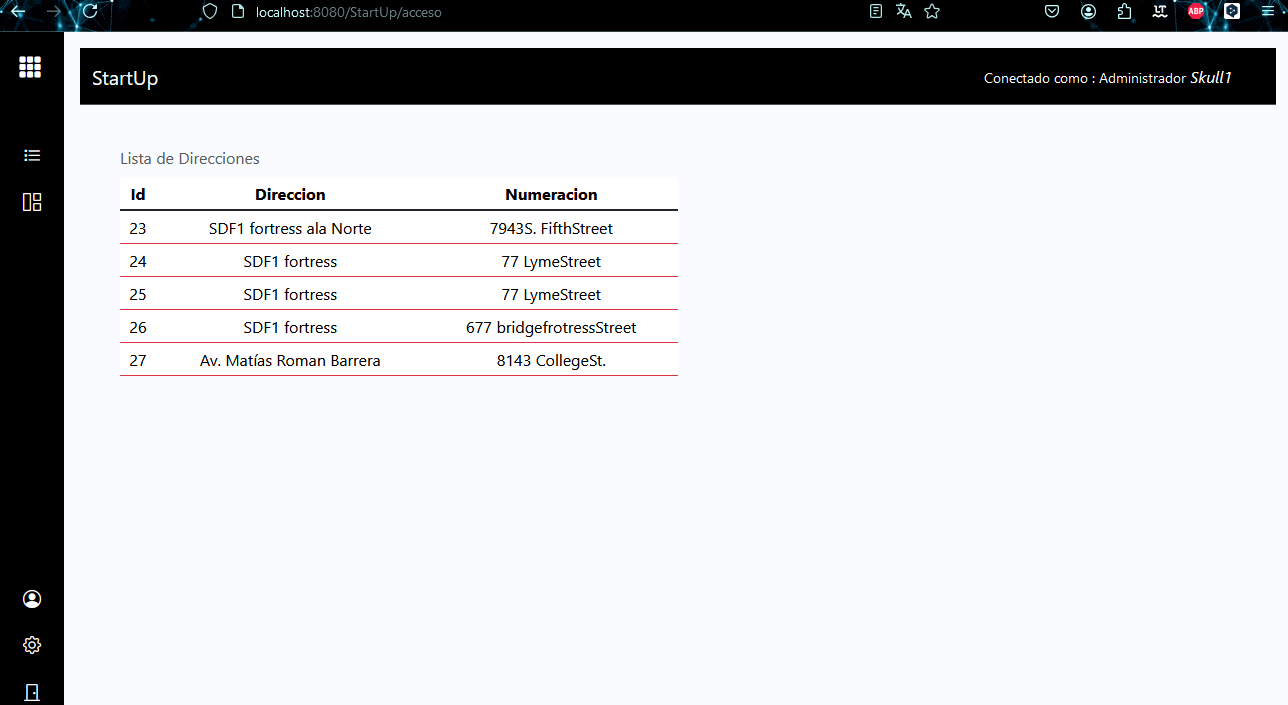 localhost:8080/StartUp/acceso
ABP
StartUp
Conectado como : Administrador Skull1
Lista de Direcciones
Id Direccion Numeracion
23 SDF1 fortress ala Norte 7943S. FifthStreet
24 SDF1 fortress 77 LymeStreet
25 SDF1 fortress 77 LymeStreet
26 SDF1 fortress 677 bridgefrotressStreet
27 Av. Matías Roman Barrera 8143 CollegeSt.